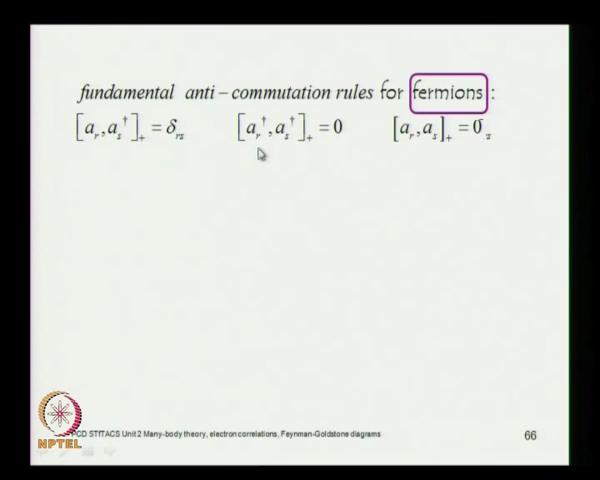 fundamental anti-commutation rules for fermions :
[a_r, a_s†]_+ = δ_rs [a_r†, a_s†]_+ = 0 [a_r, a_s]_+ = 0
PCD STiTACS Unit 2 Many-body theory, electron correlations, Feynman-Goldstone diagrams
66
NPTEL